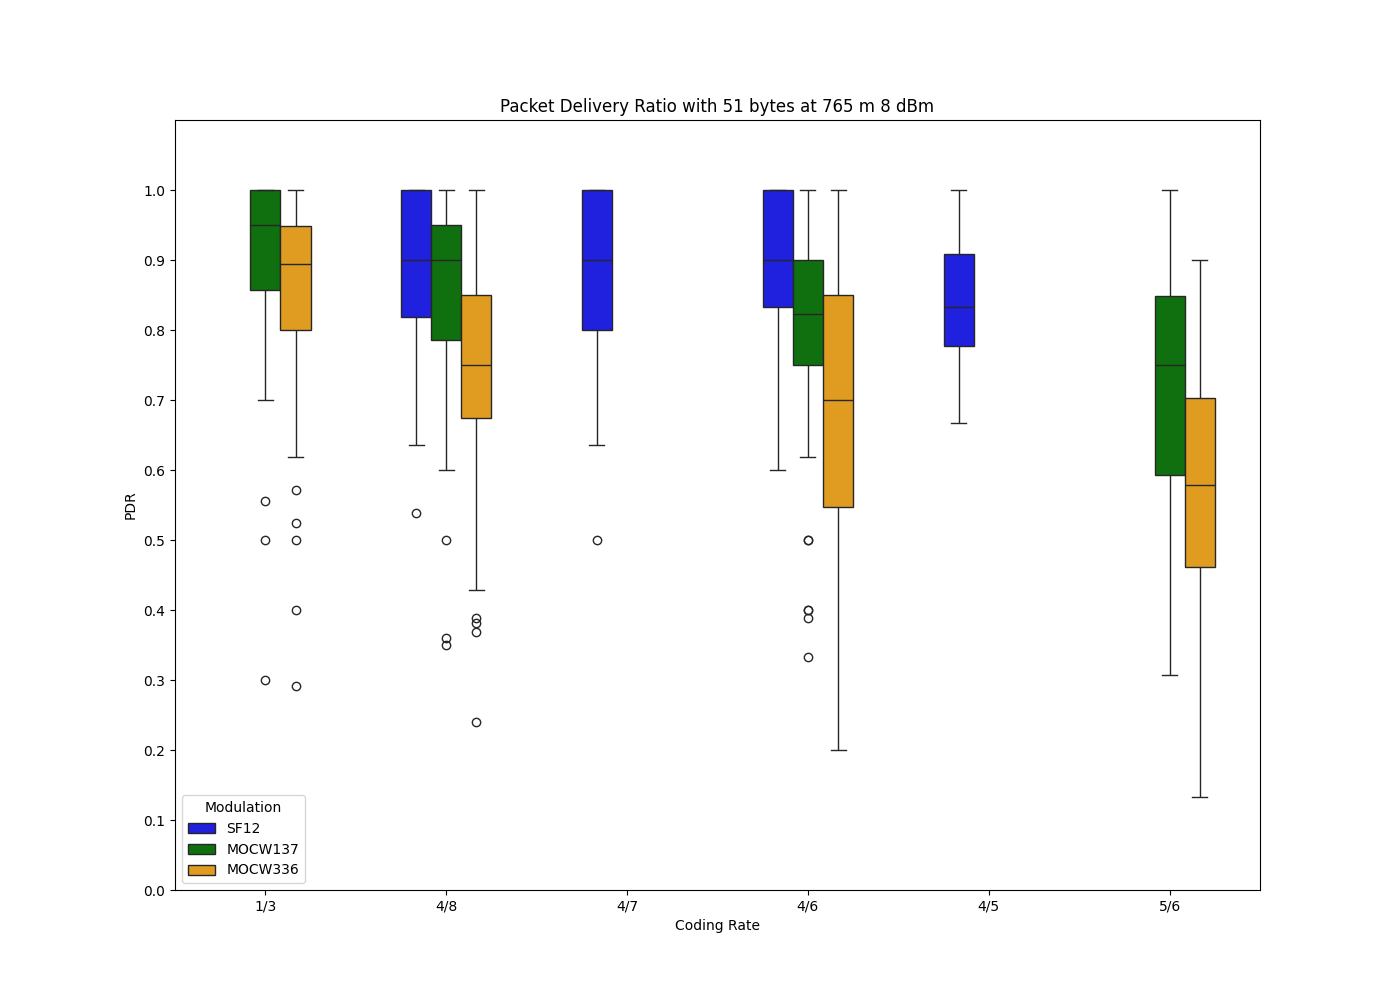 Packet Delivery Ratio with 51 bytes at 765 m 8 dBm
1.0
0.9
0.8
0.7
0.6
0.5
0.4
0.3
0.2
0.1
0.0
PDR
Modulation
SF12
MOCW137
MOCW336
1/3 4/8 4/7 4/6 4/5 5/6
Coding Rate